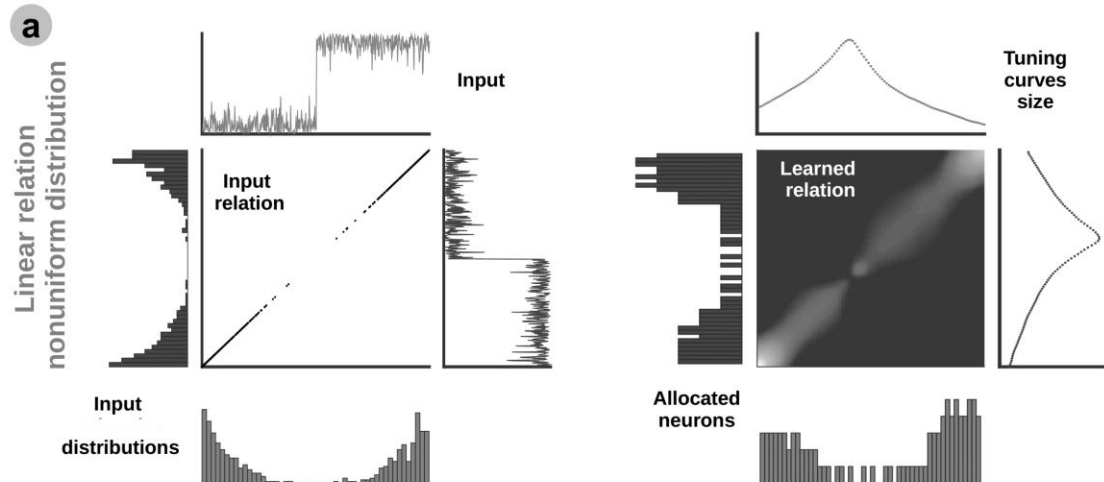 a
Linear relation
nonuniform distribution
Input
Input
relation
Input
distributions
Tuning
curves
size
Learned
relation
Allocated
neurons